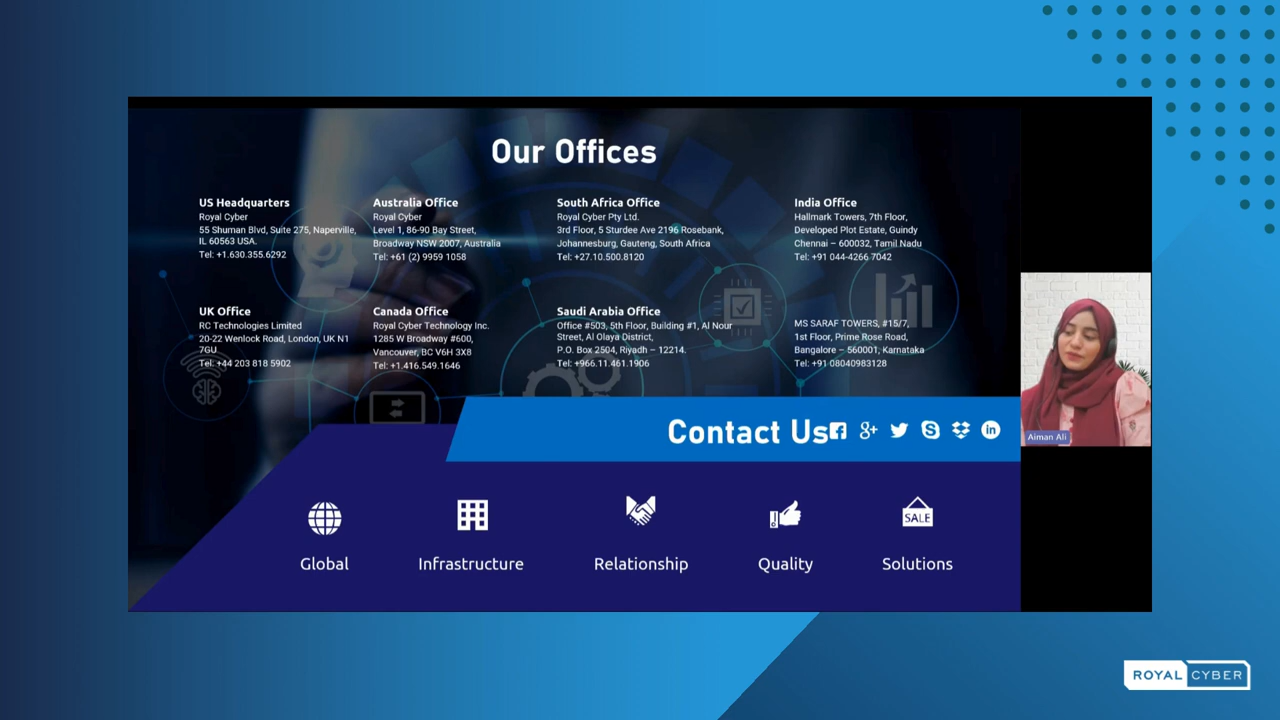 Our Offices
US Headquarters
Royal Cyber
55 Shuman Blvd, Suite 275, Naperville,
IL 60563 USA.
Tel: +1.630.355.6292
Australia Office
Royal Cyber
Level 1, 86-90 Bay Street,
Broadway NSW 2007, Australia
Tel: +61 (2) 9959 1058
South Africa Office
Royal Cyber Pty Ltd.
3rd Floor, 5 Sturdee Ave 2196 Rosebank,
Johannesburg, Gauteng, South Africa
Tel: +27.10.500.8120
India Office
Hallmark Towers, 7th Floor,
Developed Plot Estate, Guindy
Chennai – 600032, Tamil Nadu
Tel: +91 044-4266 7042
UK Office
RC Technologies Limited
20-22 Wenlock Road, London, UK N1
7GU
Tel: +44 203 818 5902
Canada Office
Royal Cyber Technology Inc.
1285 W Broadway #600,
Vancouver, BC V6H 3X8
Tel: +1.416.549.1646
Saudi Arabia Office
Office #503, 5th Floor, Building #1, Al Nour
Street, Al Olaya District,
P.O. Box 2504, Riyadh – 12214.
Tel: +966.11.461.1906
MS SARAF TOWERS, #15/7,
1st Floor, Prime Rose Road,
Bangalore – 560001, Karnataka
Tel: +91 08040983128
Contact Us
Aiman Ali
SALE
Global
Infrastructure
Relationship
Quality
Solutions
ROYAL CYBER